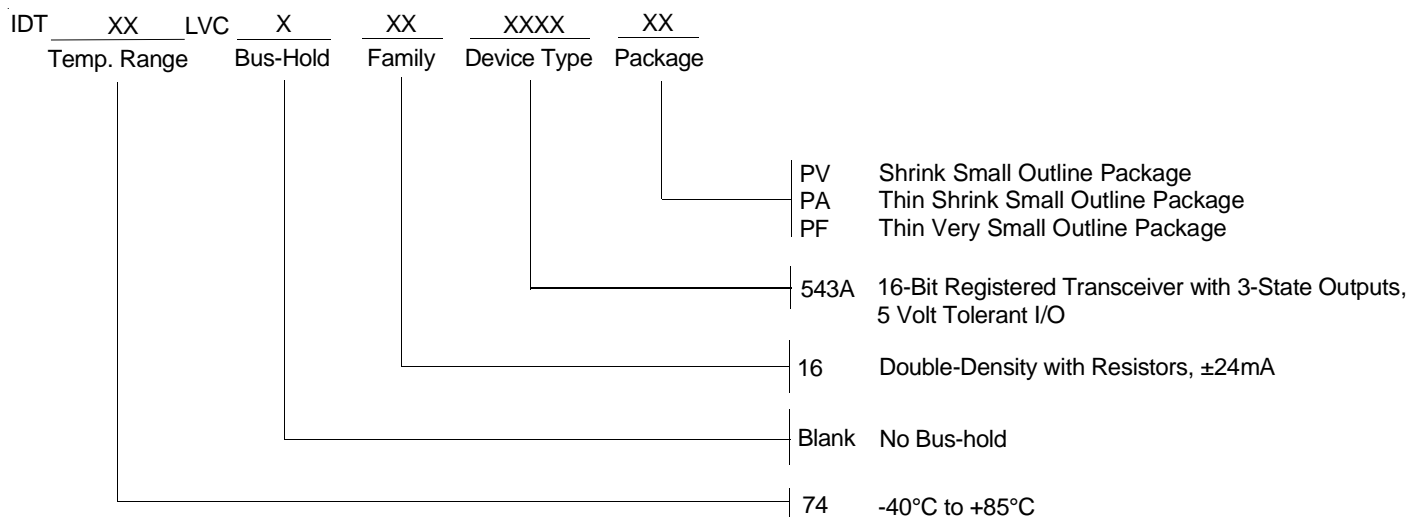 IDT XX LVC X XX XXXX XX
Temp. Range Bus-Hold Family Device Type Package
PV Shrink Small Outline Package
PA Thin Shrink Small Outline Package
PF Thin Very Small Outline Package
543A 16-Bit Registered Transceiver with 3-State Outputs,
5 Volt Tolerant I/O
16 Double-Density with Resistors, ±24mA
Blank No Bus-hold
74 -40°C to +85°C